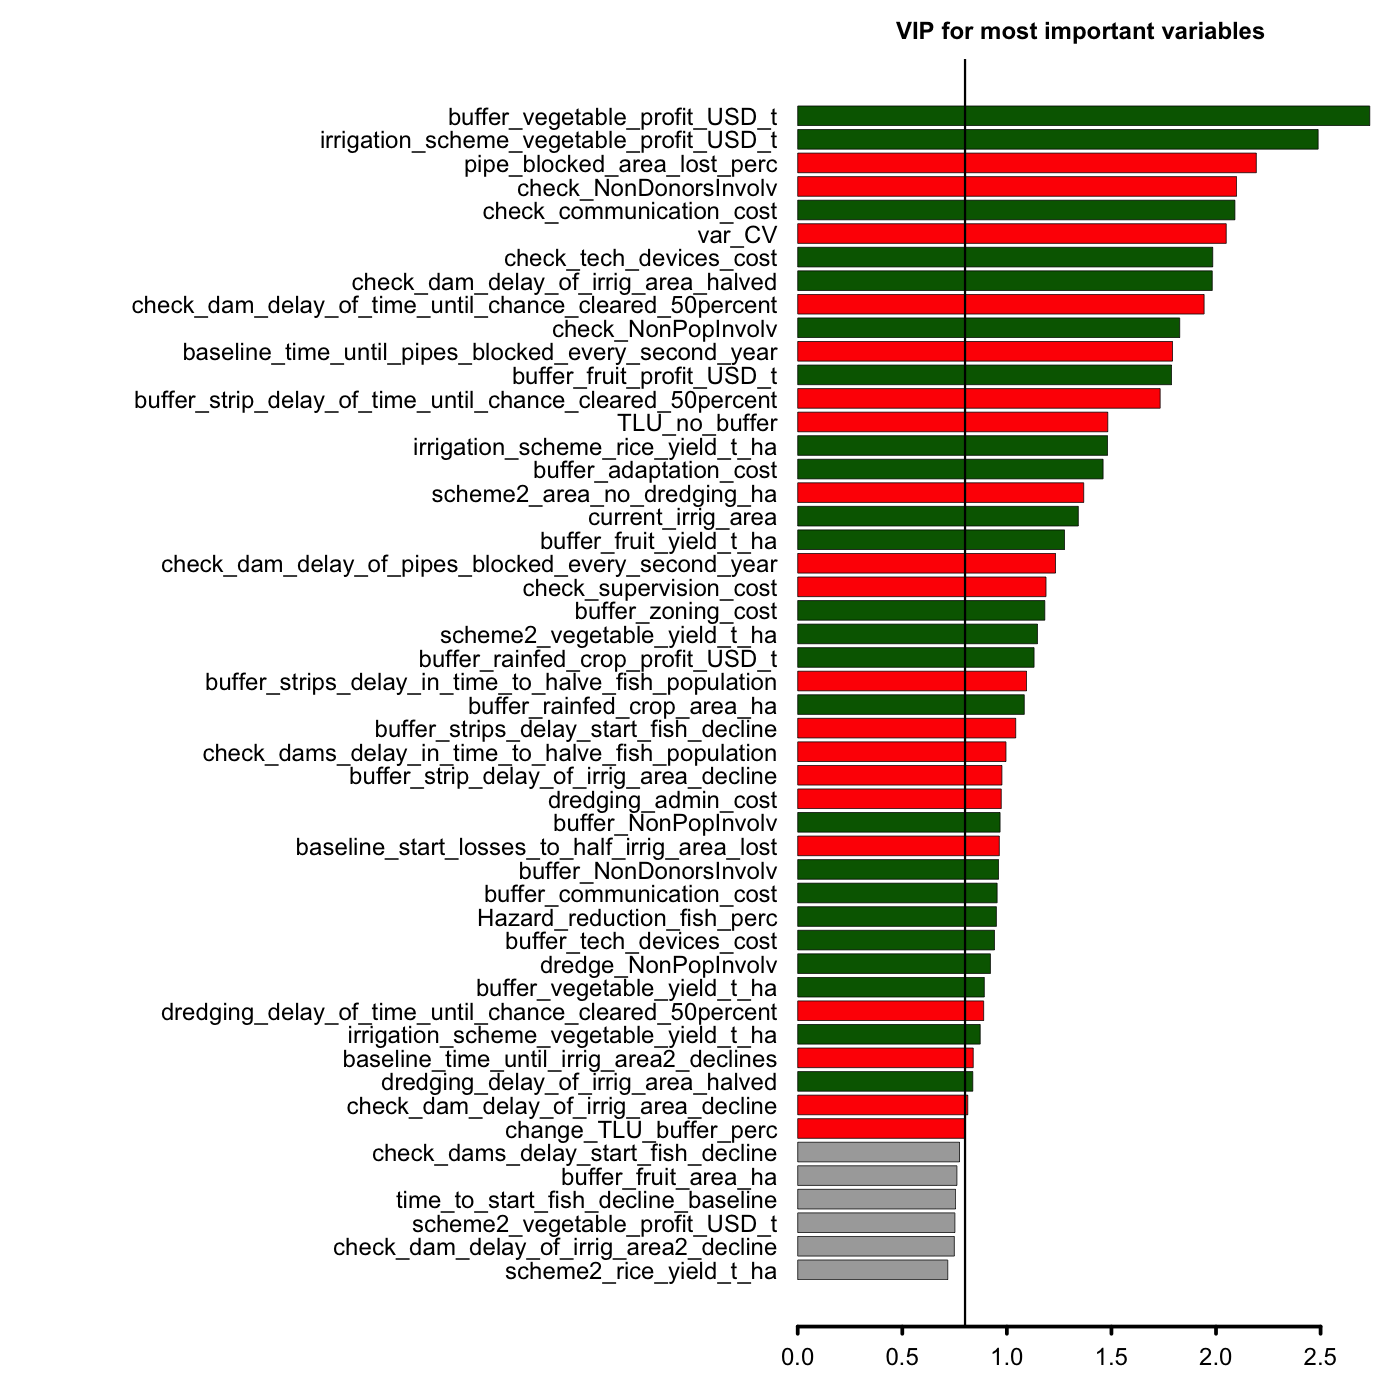 VIP for most important variables
buffer_vegetable_profit_USD_t
irrigation_scheme_vegetable_profit_USD_t
pipe_blocked_area_lost_perc
check_NonDonorsInvolv
check_communication_cost
var_CV
check_tech_devices_cost
check_dam_delay_of_irrig_area_halved
check_dam_delay_of_time_until_chance_cleared_50percent
check_NonPopInvolv
baseline_time_until_pipes_blocked_every_second_year
buffer_fruit_profit_USD_t
buffer_strip_delay_of_time_until_chance_cleared_50percent
TLU_no_buffer
irrigation_scheme_rice_yield_t_ha
buffer_adaptation_cost
scheme2_area_no_dredging_ha
current_irrig_area
buffer_fruit_yield_t_ha
check_dam_delay_of_pipes_blocked_every_second_year
check_supervision_cost
buffer_zoning_cost
scheme2_vegetable_yield_t_ha
buffer_rainfed_crop_profit_USD_t
buffer_strips_delay_in_time_to_halve_fish_population
buffer_rainfed_crop_area_ha
buffer_strips_delay_start_fish_decline
check_dams_delay_in_time_to_halve_fish_population
buffer_strip_delay_of_irrig_area_decline
dredging_admin_cost
buffer_NonPopInvolv
baseline_start_losses_to_half_irrig_area_lost
buffer_NonDonorsInvolv
buffer_communication_cost
Hazard_reduction_fish_perc
buffer_tech_devices_cost
dredge_NonPopInvolv
buffer_vegetable_yield_t_ha
dredging_delay_of_time_until_chance_cleared_50percent
irrigation_scheme_vegetable_yield_t_ha
baseline_time_until_irrig_area2_declines
dredging_delay_of_irrig_area_halved
check_dam_delay_of_irrig_area_decline
change_TLU_buffer_perc
check_dams_delay_start_fish_decline
buffer_fruit_area_ha
time_to_start_fish_decline_baseline
scheme2_vegetable_profit_USD_t
check_dam_delay_of_irrig_area2_decline
scheme2_rice_yield_t_ha
0.0 0.5 1.0 1.5 2.0 2.5